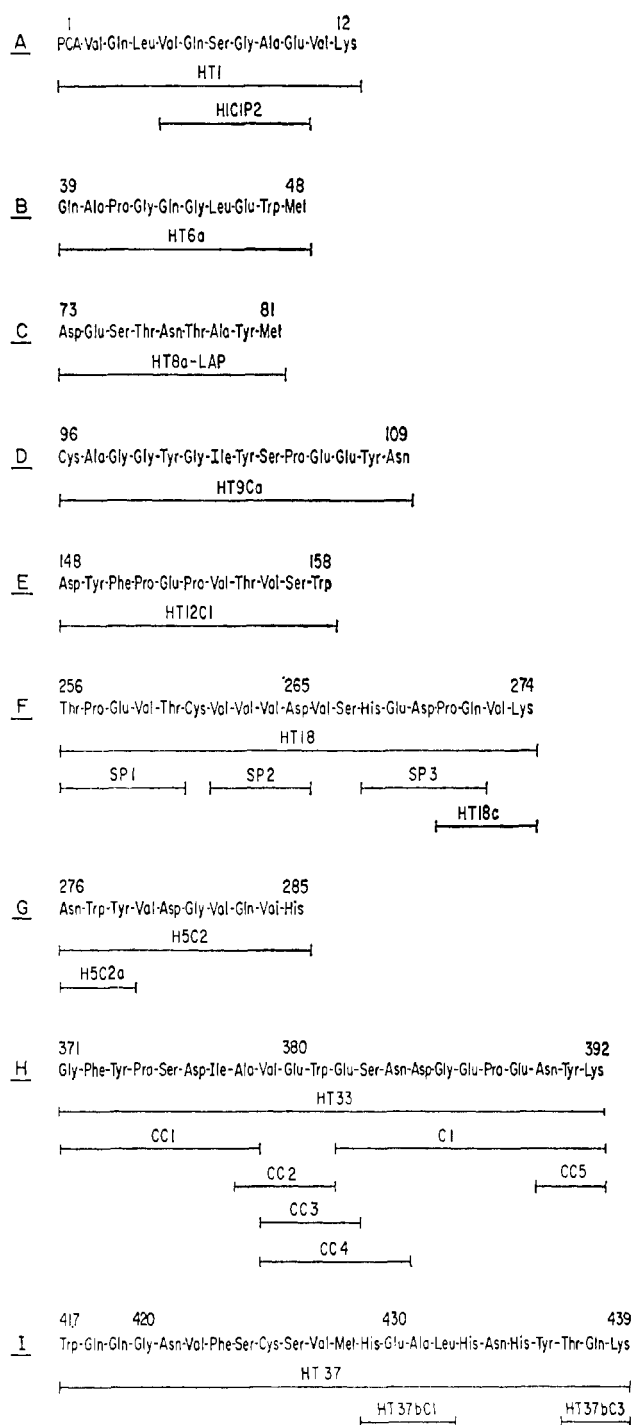 1 12
A PCA-Val-Gln-Leu-Val-Gln-Ser-Gly-Ala-Glu-Val-Lys
HT1
H1C1P2
39 48
B Gln-Ala-Pro-Gly-Gln-Gly-Leu-Glu-Trp-Met
HT6a
73 81
C Asp-Glu-Ser-Thr-Asn-Thr-Ala-Tyr-Met
HT8a-LAP
96 109
D Cys-Ala-Gly-Gly-Tyr-Gly-Ile-Tyr-Ser-Pro-Glu-Glu-Tyr-Asn
HT9Ca
148 158
E Asp-Tyr-Phe-Pro-Glu-Pro-Val-Thr-Val-Ser-Trp
HT12C1
256 265 274
F Thr-Pro-Glu-Val-Thr-Cys-Val-Val-Val-Asp-Val-Ser-His-Glu-Asp-Pro-Gln-Val-Lys
HT18
SP1 SP2 SP3
HT18c
276 285
G Asn-Trp-Tyr-Val-Asp-Gly-Val-Gln-Val-His
H5C2
H5C2a
371 380 392
H Gly-Phe-Tyr-Pro-Ser-Asp-Ile-Ala-Val-Glu-Trp-Glu-Ser-Asn-Asp-Gly-Glu-Pro-Glu-Asn-Tyr-Lys
HT33
CC1 C1
CC2 CC5
CC3
CC4
417 420 430 439
I Trp-Gln-Gln-Gly-Asn-Val-Phe-Ser-Cys-Ser-Val-Met-His-Glu-Ala-Leu-His-Asn-His-Tyr-Thr-Gln-Lys
HT37
HT37bC1 HT37bC3